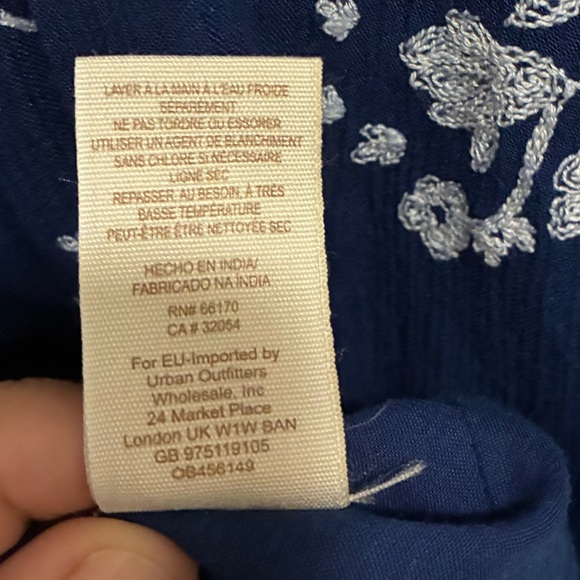 LAVER À LA MAIN À L'EAU FROIDE
SÉPARÉMENT
NE PAS TORDRE OU ESSORER
UTILISER UN AGENT DE BLANCHIMENT
SANS CHLORE SI NÉCESSAIRE
LIGNE SEC
REPASSER, AU BESOIN, À TRÈS
BASSE TEMPÉRATURE
PEUT-ÊTRE ÊTRE NETTOYÉE SEC
HECHO EN INDIA/
FABRICADO NA ÍNDIA
RN# 66170
CA # 32054
For EU-Imported by
Urban Outfitters
Wholesale, Inc
24 Market Place
London UK W1W BAN
GB 975119105
OB456149